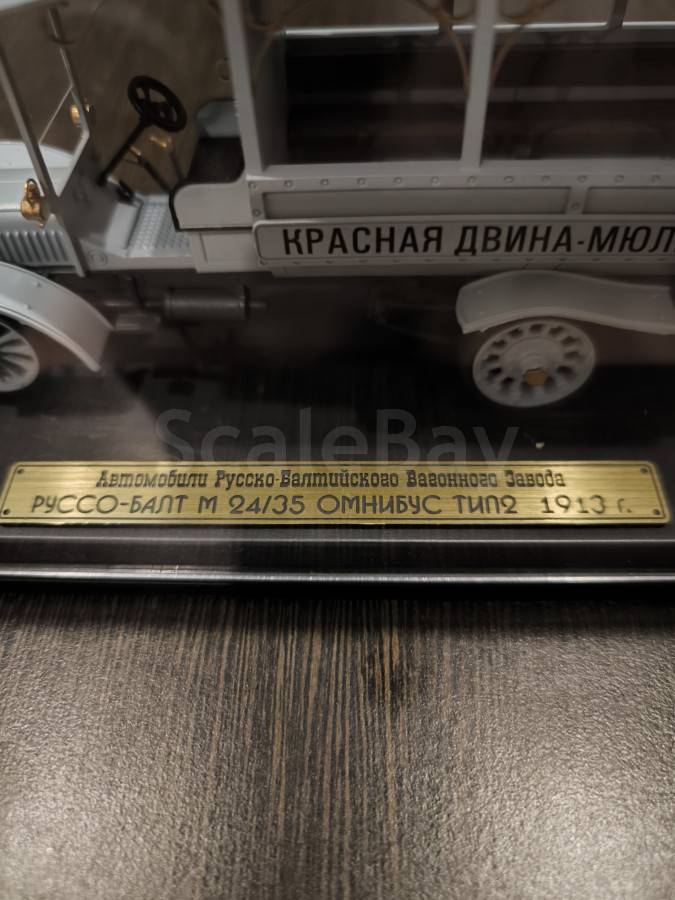 КРАСНАЯ ДВИНА-МЮЛ
ScaleBay
Автомобили Русско-Балтийского Вагонного Завода
РУССО-БАЛТ М 24/35 ОМНИБУС ТИП2 1913 г.